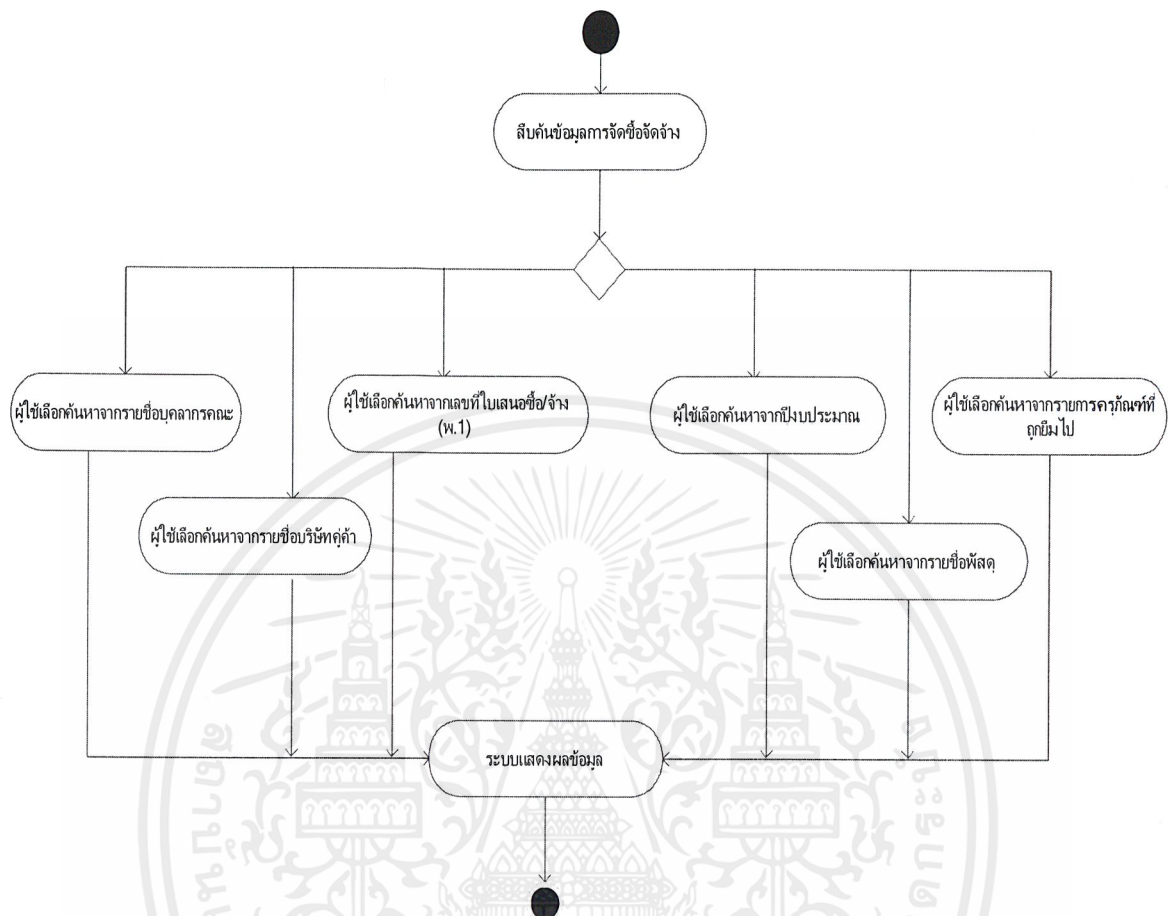 สืบค้นข้อมูลการจัดซื้อจัดจ้าง
ผู้ใช้เลือกค้นหาจากรายชื่อบุคลากรคณะ
ผู้ใช้เลือกค้นหาจากเลขที่ใบเสนอซื้อ/จ้าง
(พ.1)
ผู้ใช้เลือกค้นหาจากปีงบประมาณ
ผู้ใช้เลือกค้นหาจากรายการครุภัณฑ์ที่
ถูกยืมไป
ผู้ใช้เลือกค้นหาจากรายชื่อบริษัทคู่ค้า
ผู้ใช้เลือกค้นหาจากรายชื่อพัสดุ
ระบบแสดงผลข้อมูล